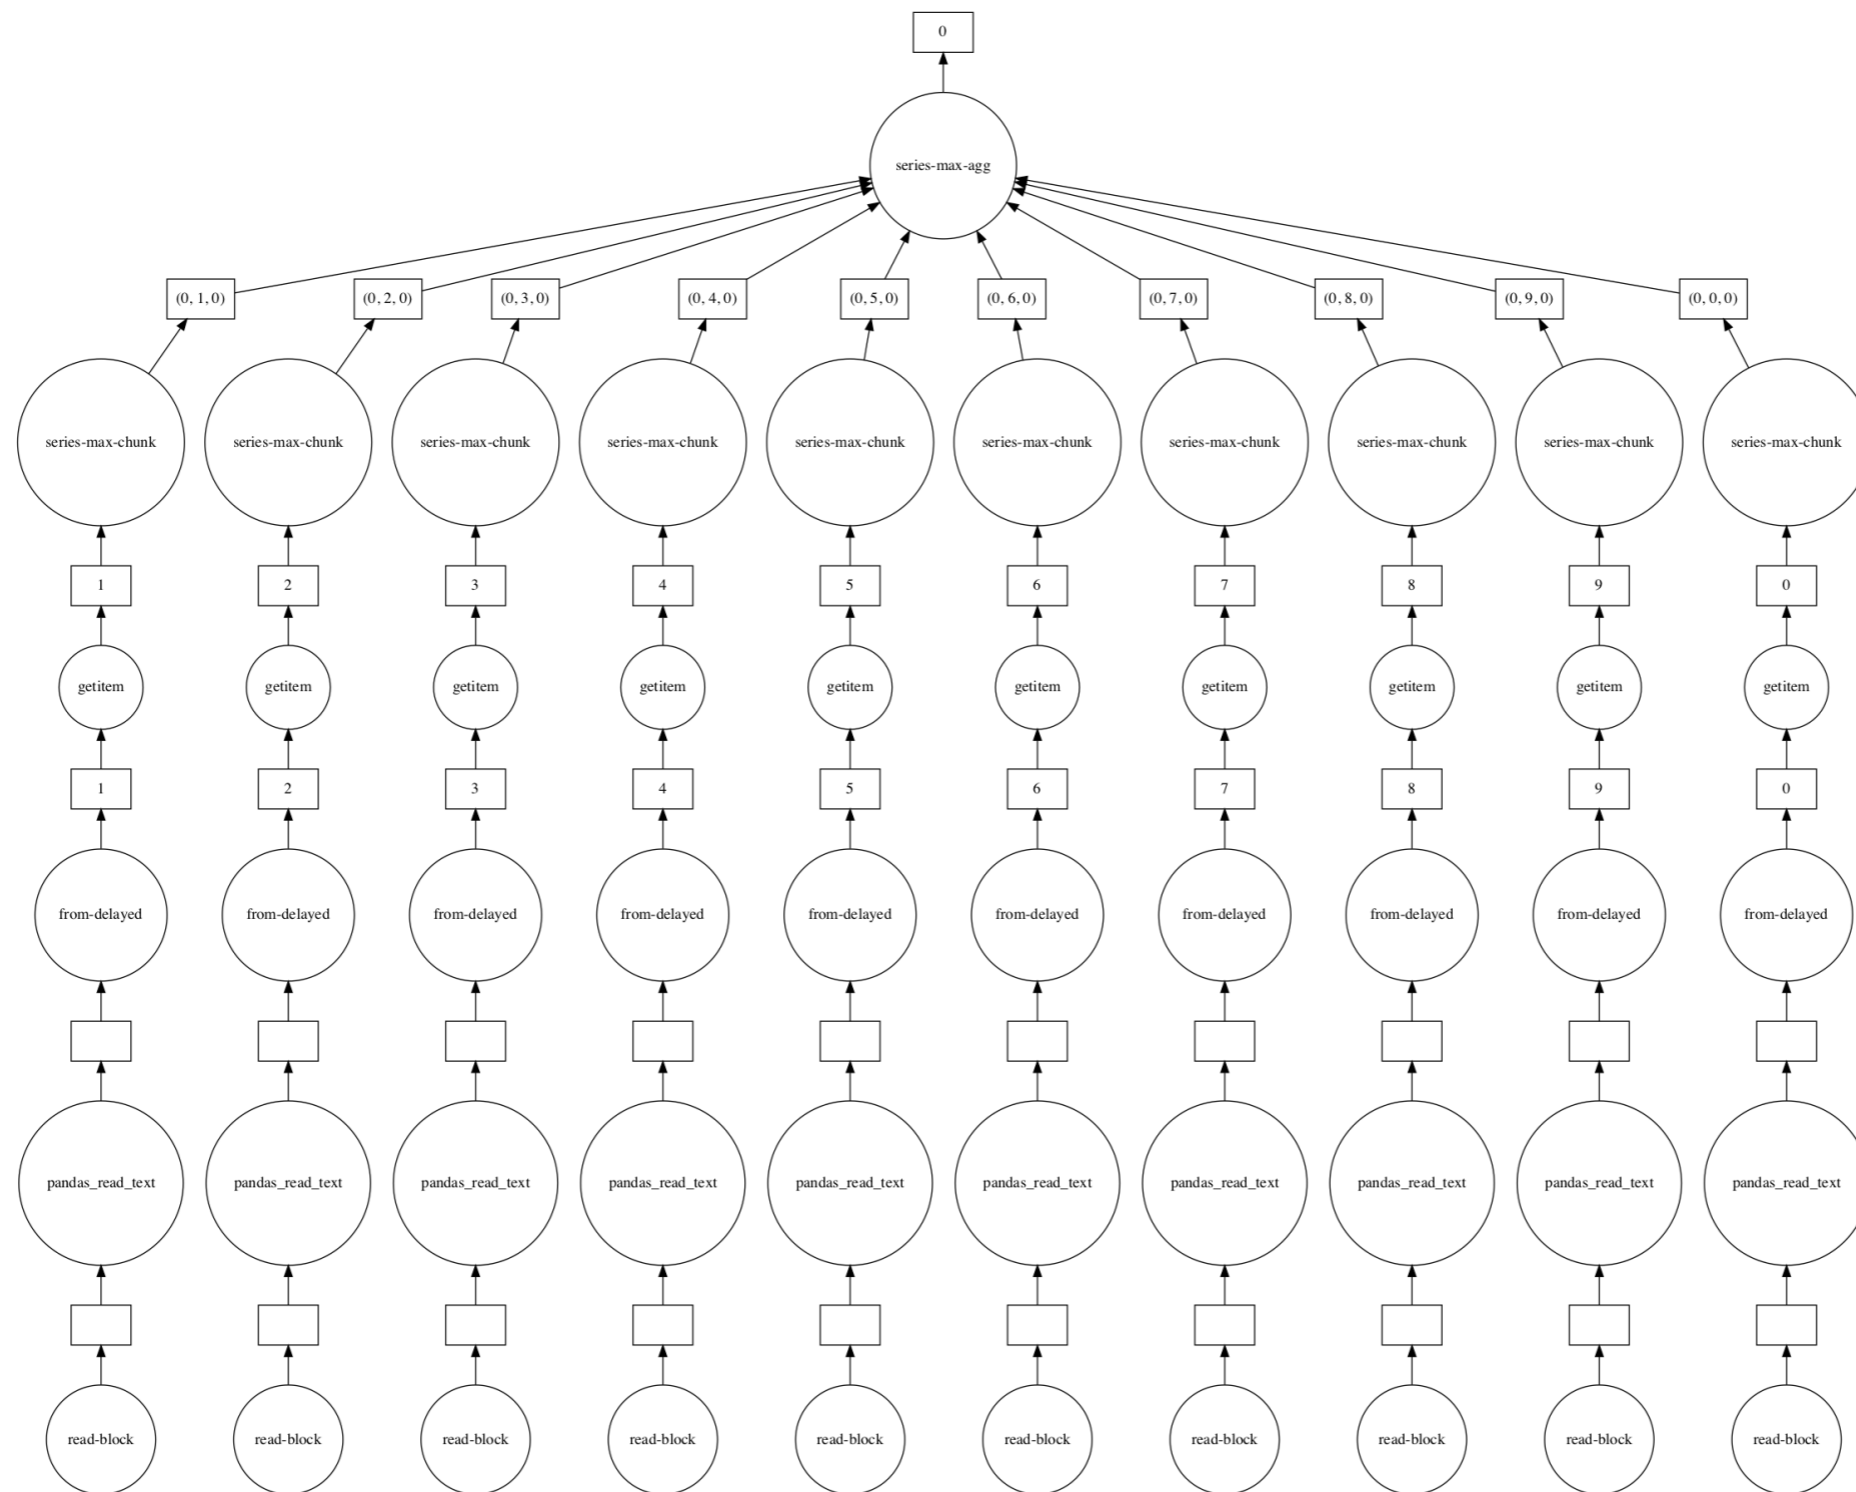 0
series-max-agg
(0, 1, 0) (0, 2, 0) (0, 3, 0) (0, 4, 0) (0, 5, 0) (0, 6, 0) (0, 7, 0) (0, 8, 0) (0, 9, 0) (0, 0, 0)
series-max-chunk series-max-chunk series-max-chunk series-max-chunk series-max-chunk series-max-chunk series-max-chunk series-max-chunk series-max-chunk series-max-chunk
1 2 3 4 5 6 7 8 9 0
getitem getitem getitem getitem getitem getitem getitem getitem getitem getitem
1 2 3 4 5 6 7 8 9 0
from-delayed from-delayed from-delayed from-delayed from-delayed from-delayed from-delayed from-delayed from-delayed from-delayed
pandas_read_text pandas_read_text pandas_read_text pandas_read_text pandas_read_text pandas_read_text pandas_read_text pandas_read_text pandas_read_text pandas_read_text
read-block read-block read-block read-block read-block read-block read-block read-block read-block read-block